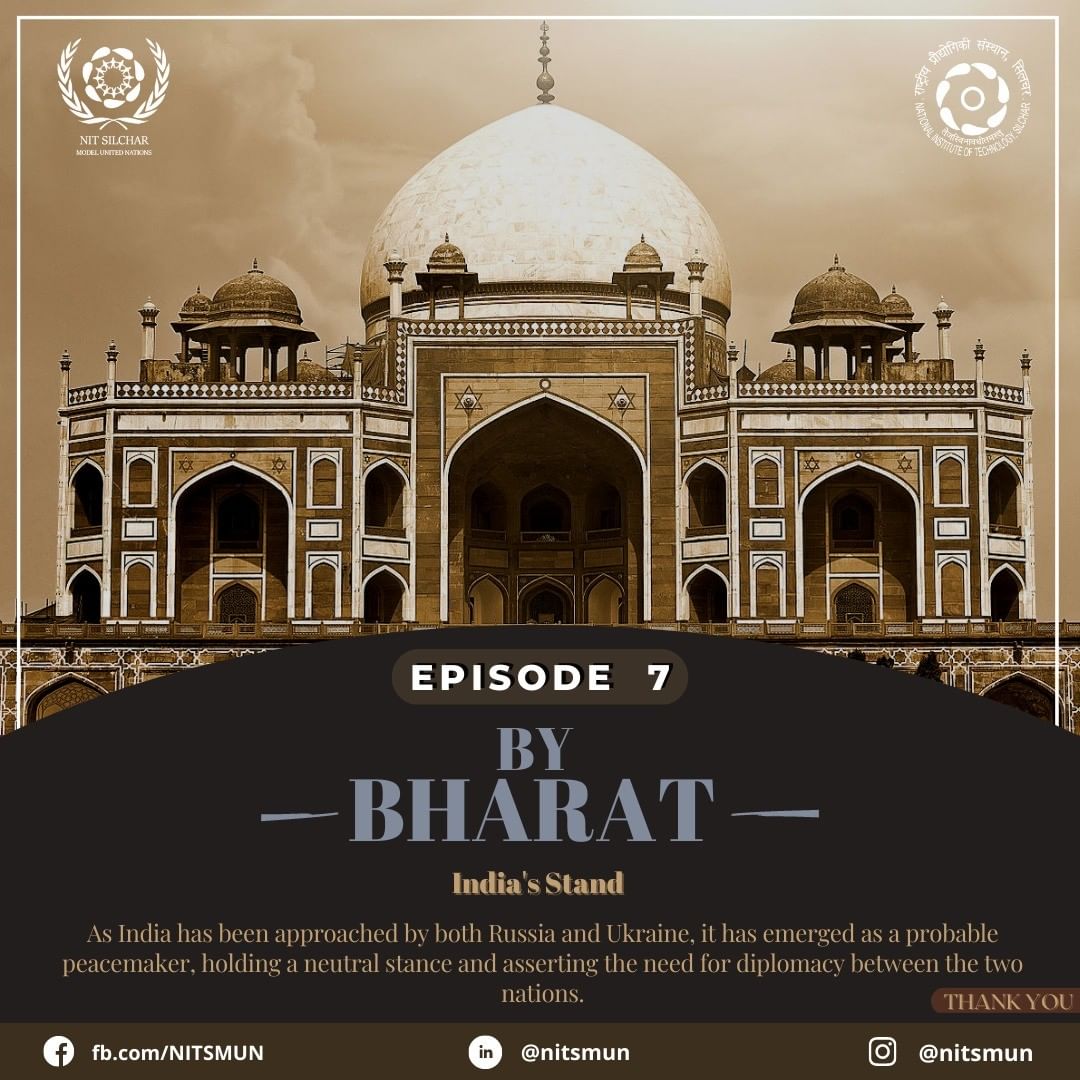 NIT SILCHAR
MODEL UNITED NATIONS
राष्ट्रीय प्रौद्योगिकी संस्थान, सिलचर
NATIONAL INSTITUTE OF TECHNOLOGY, SILCHAR
EPISODE 7
BY
BHARAT
India's Stand
As India has been approached by both Russia and Ukraine, it has emerged as a probable
peacemaker, holding a neutral stance and asserting the need for diplomacy between the two
nations.
THANK YOU
fb.com/NITSMUN
in
@nitsmun
@nitsmun